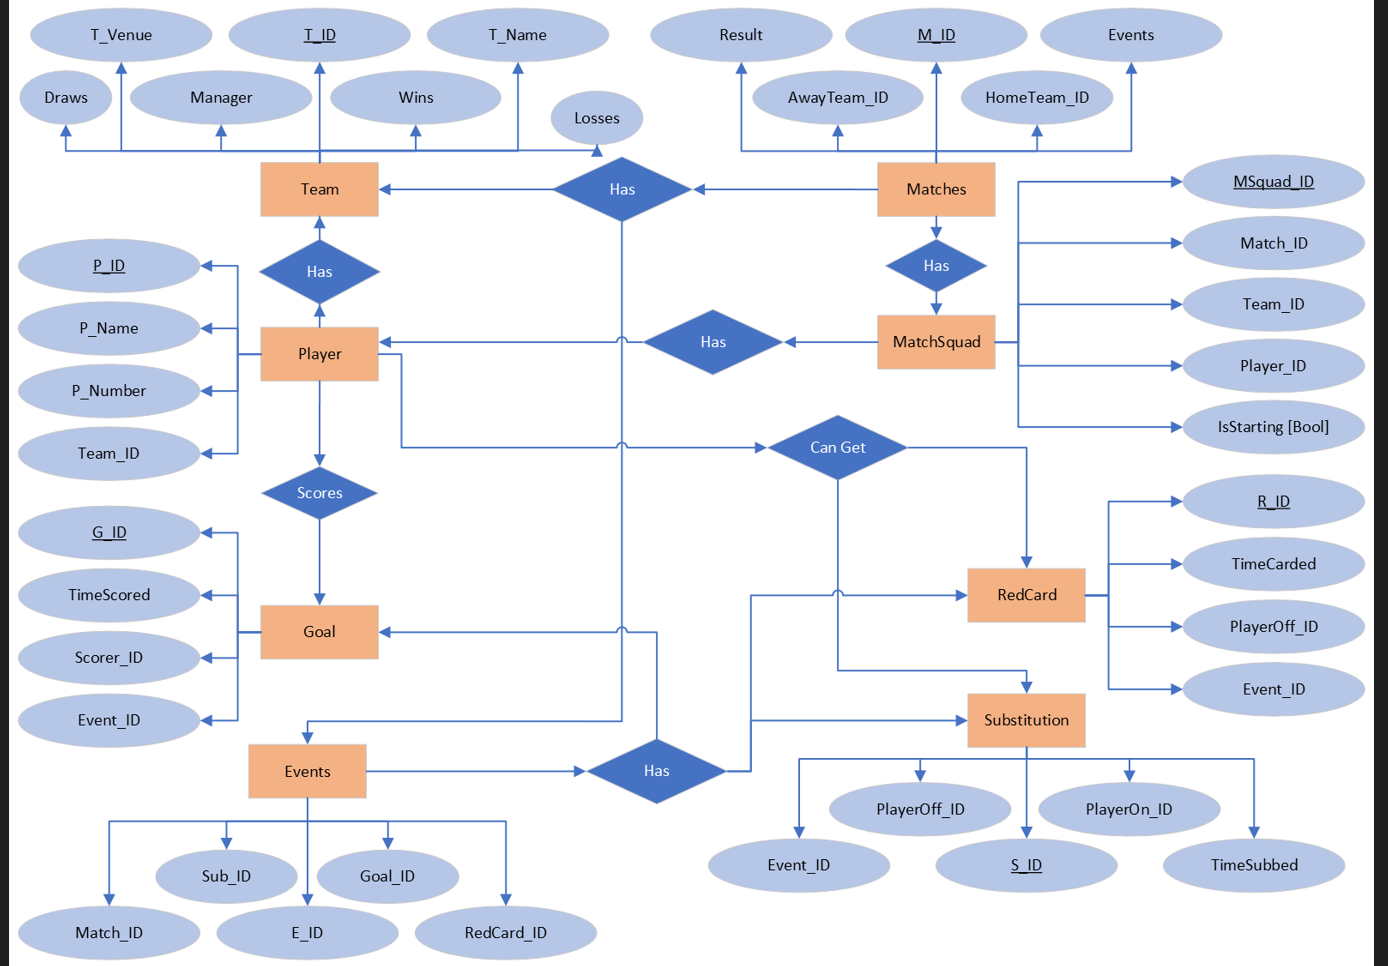 T_Venue
T_ID
T_Name
Result
M_ID
Events
Draws
Manager
Wins
Losses
AwayTeam_ID
HomeTeam_ID
Team
Has
Matches
MSquad_ID
P_ID
Has
Has
Match_ID
Team_ID
P_Name
Player
Has
MatchSquad
Player_ID
P_Number
IsStarting [Bool]
Team_ID
Can Get
Scores
R_ID
G_ID
TimeCarded
TimeScored
RedCard
PlayerOff_ID
Goal
Scorer_ID
Event_ID
Event_ID
Substitution
Events
Has
PlayerOff_ID
PlayerOn_ID
Sub_ID
Goal_ID
Event_ID
S_ID
TimeSubbed
Match_ID
E_ID
RedCard_ID